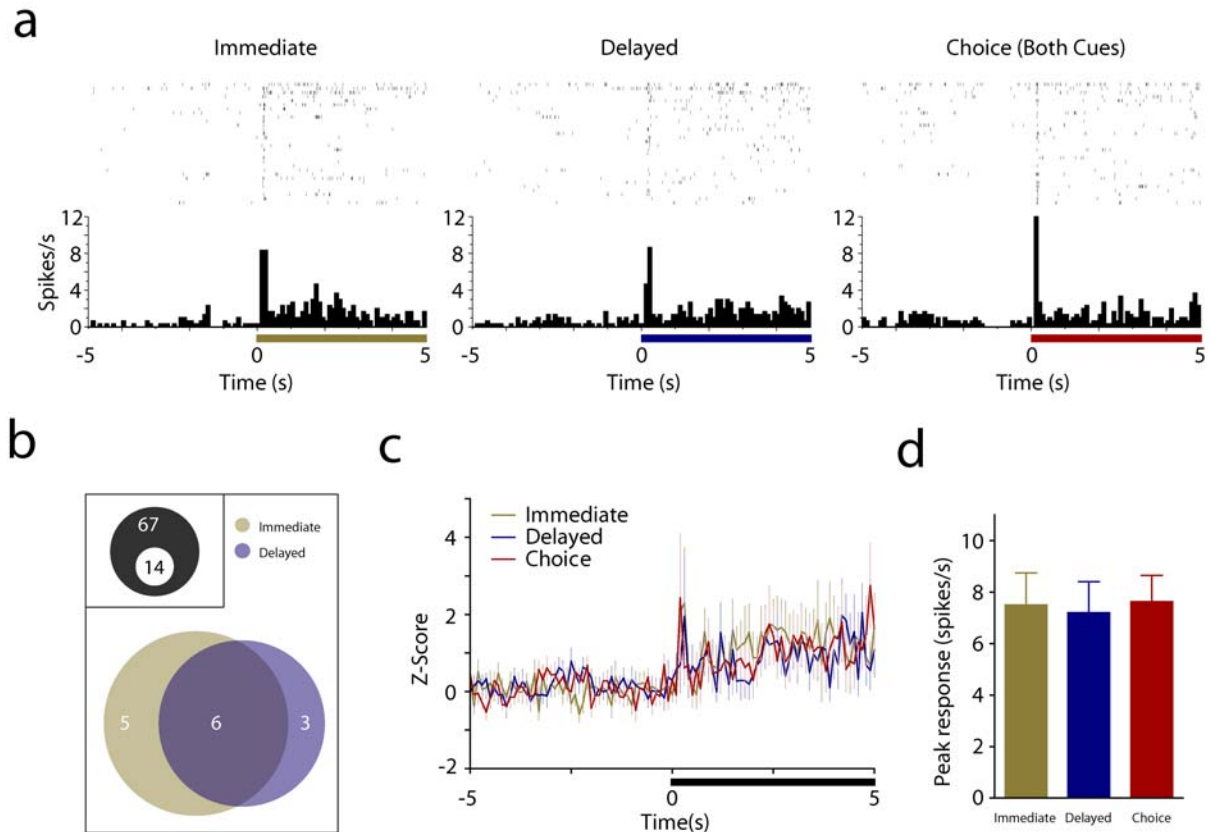 a
Immediate
Delayed
Choice (Both Cues)
Spikes/s
12
8
4
0
-5
0
5
Time (s)
-5
0
5
Time (s)
12
8
4
0
-5
0
5
Time (s)
12
8
4
0
b
67
14
Immediate
Delayed
5
6
3
c
Z-Score
4
2
0
-2
Immediate
Delayed
Choice
-5
0
5
Time(s)
d
Peak response (spikes/s)
10
8
6
4
2
0
Immediate
Delayed
Choice